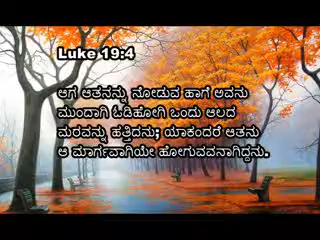 Luke 19:4
ಆಗ ಆತನನ್ನು ನೋಡುವ ಹಾಗೆ ಅವನು
ಮುಂದಾಗಿ ಓಡಿಹೋಗಿ ಒಂದು ಆಲದ
ಮರವನ್ನು ಹತ್ತಿದನು; ಯಾಕಂದರೆ ಆತನು
ಆ ಮಾರ್ಗವಾಗಿಯೇ ಹೋಗುವವನಾಗಿದ್ದನು.